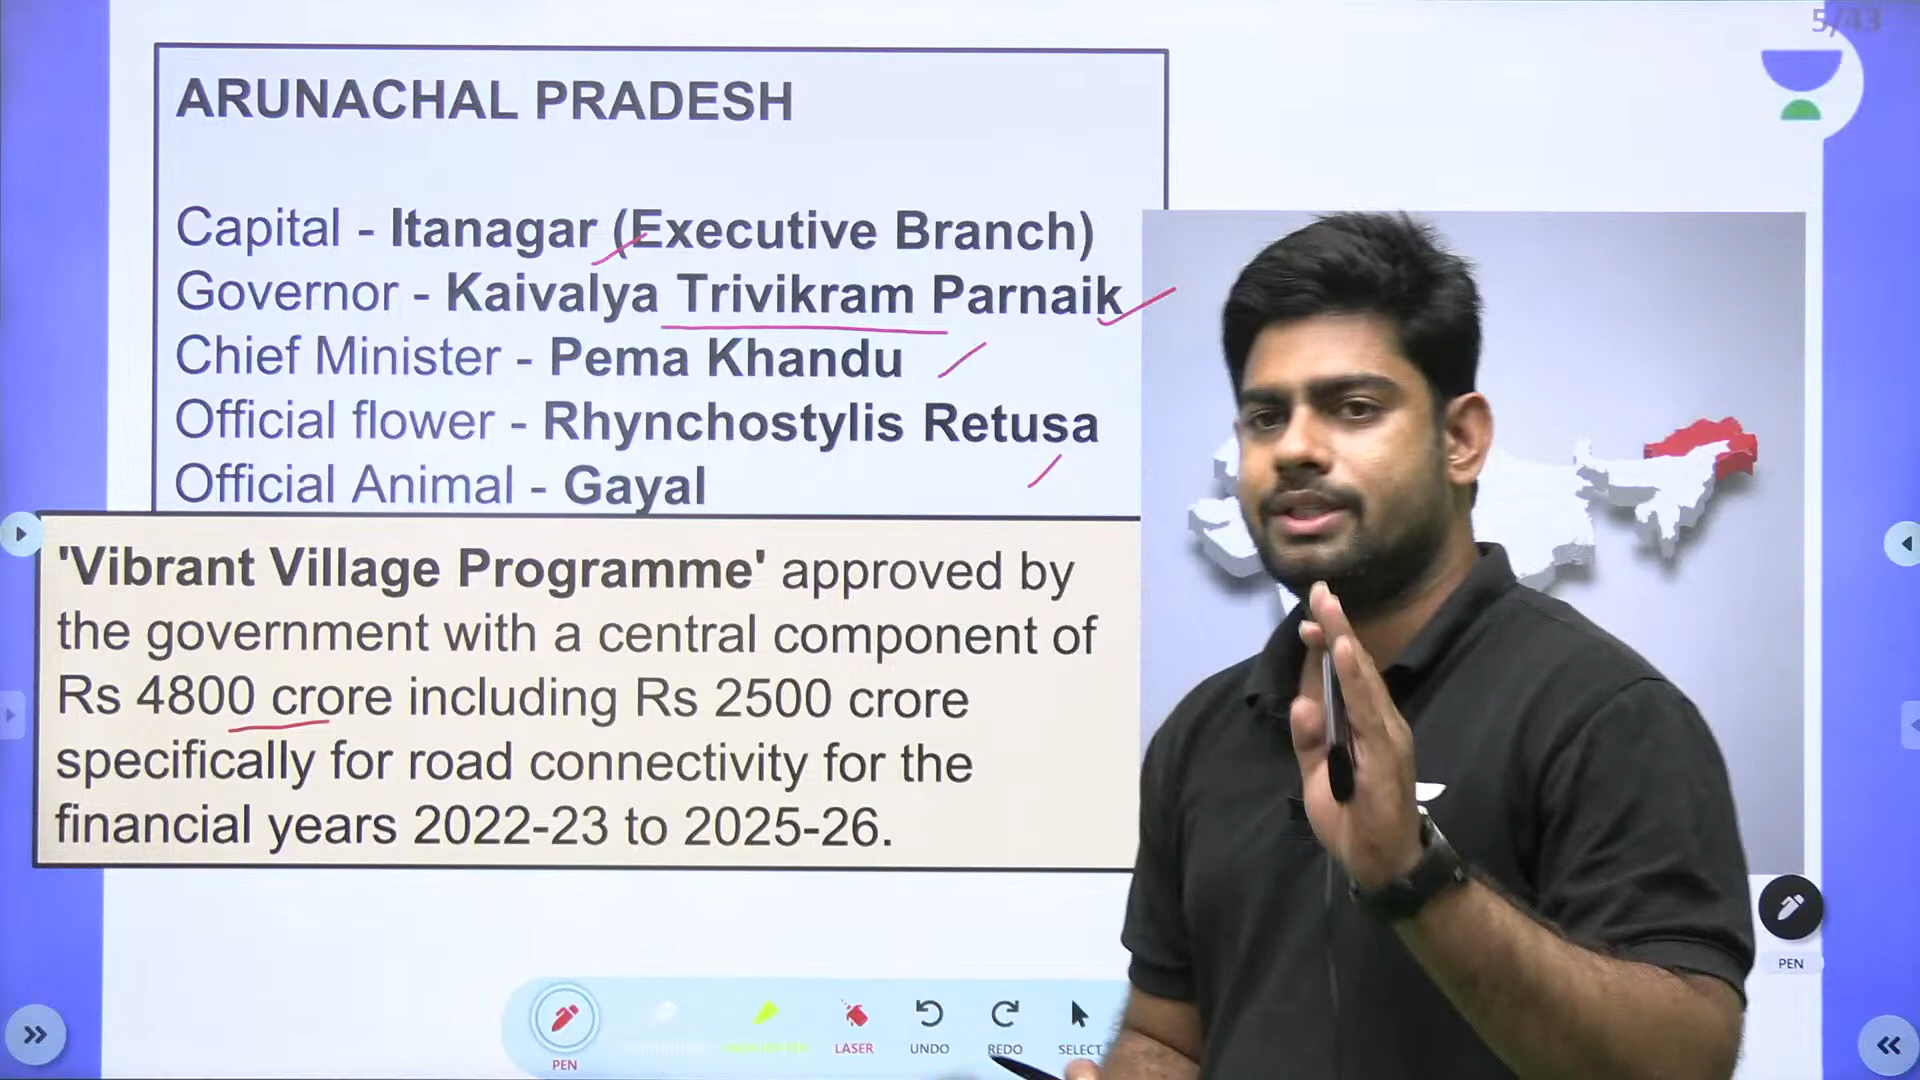 5/43
ARUNACHAL PRADESH
Capital - Itanagar (Executive Branch)
Governor - Kaivalya Trivikram Parnaik
Chief Minister - Pema Khandu
Official flower - Rhynchostylis Retusa
Official Animal - Gayal
'Vibrant Village Programme' approved by
the government with a central component of
Rs 4800 crore including Rs 2500 crore
specifically for road connectivity for the
financial years 2022-23 to 2025-26.
PEN
PEN
LASER
UNDO
REDO
SELECT